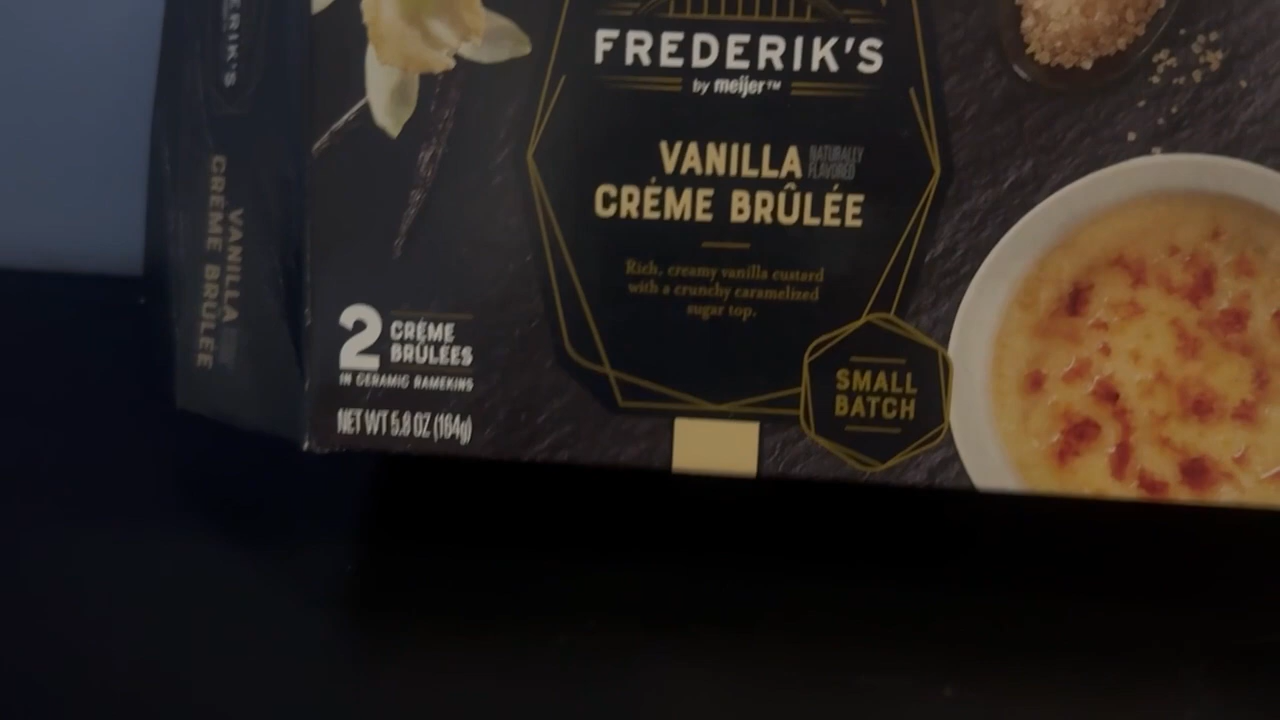 FREDERIK'S
by meijer™
VANILLA NATURALLY
FLAVORED
CRÉME BRÛLÉE
Rich, creamy vanilla custard
with a crunchy caramelized
sugar top.
2 CRÉME
BRÛLÉES
IN CERAMIC RAMEKINS
NET WT 5.8 OZ (164g)
SMALL
BATCH
ERIK'S
VANILLA
CRÉME BRÛLÉE